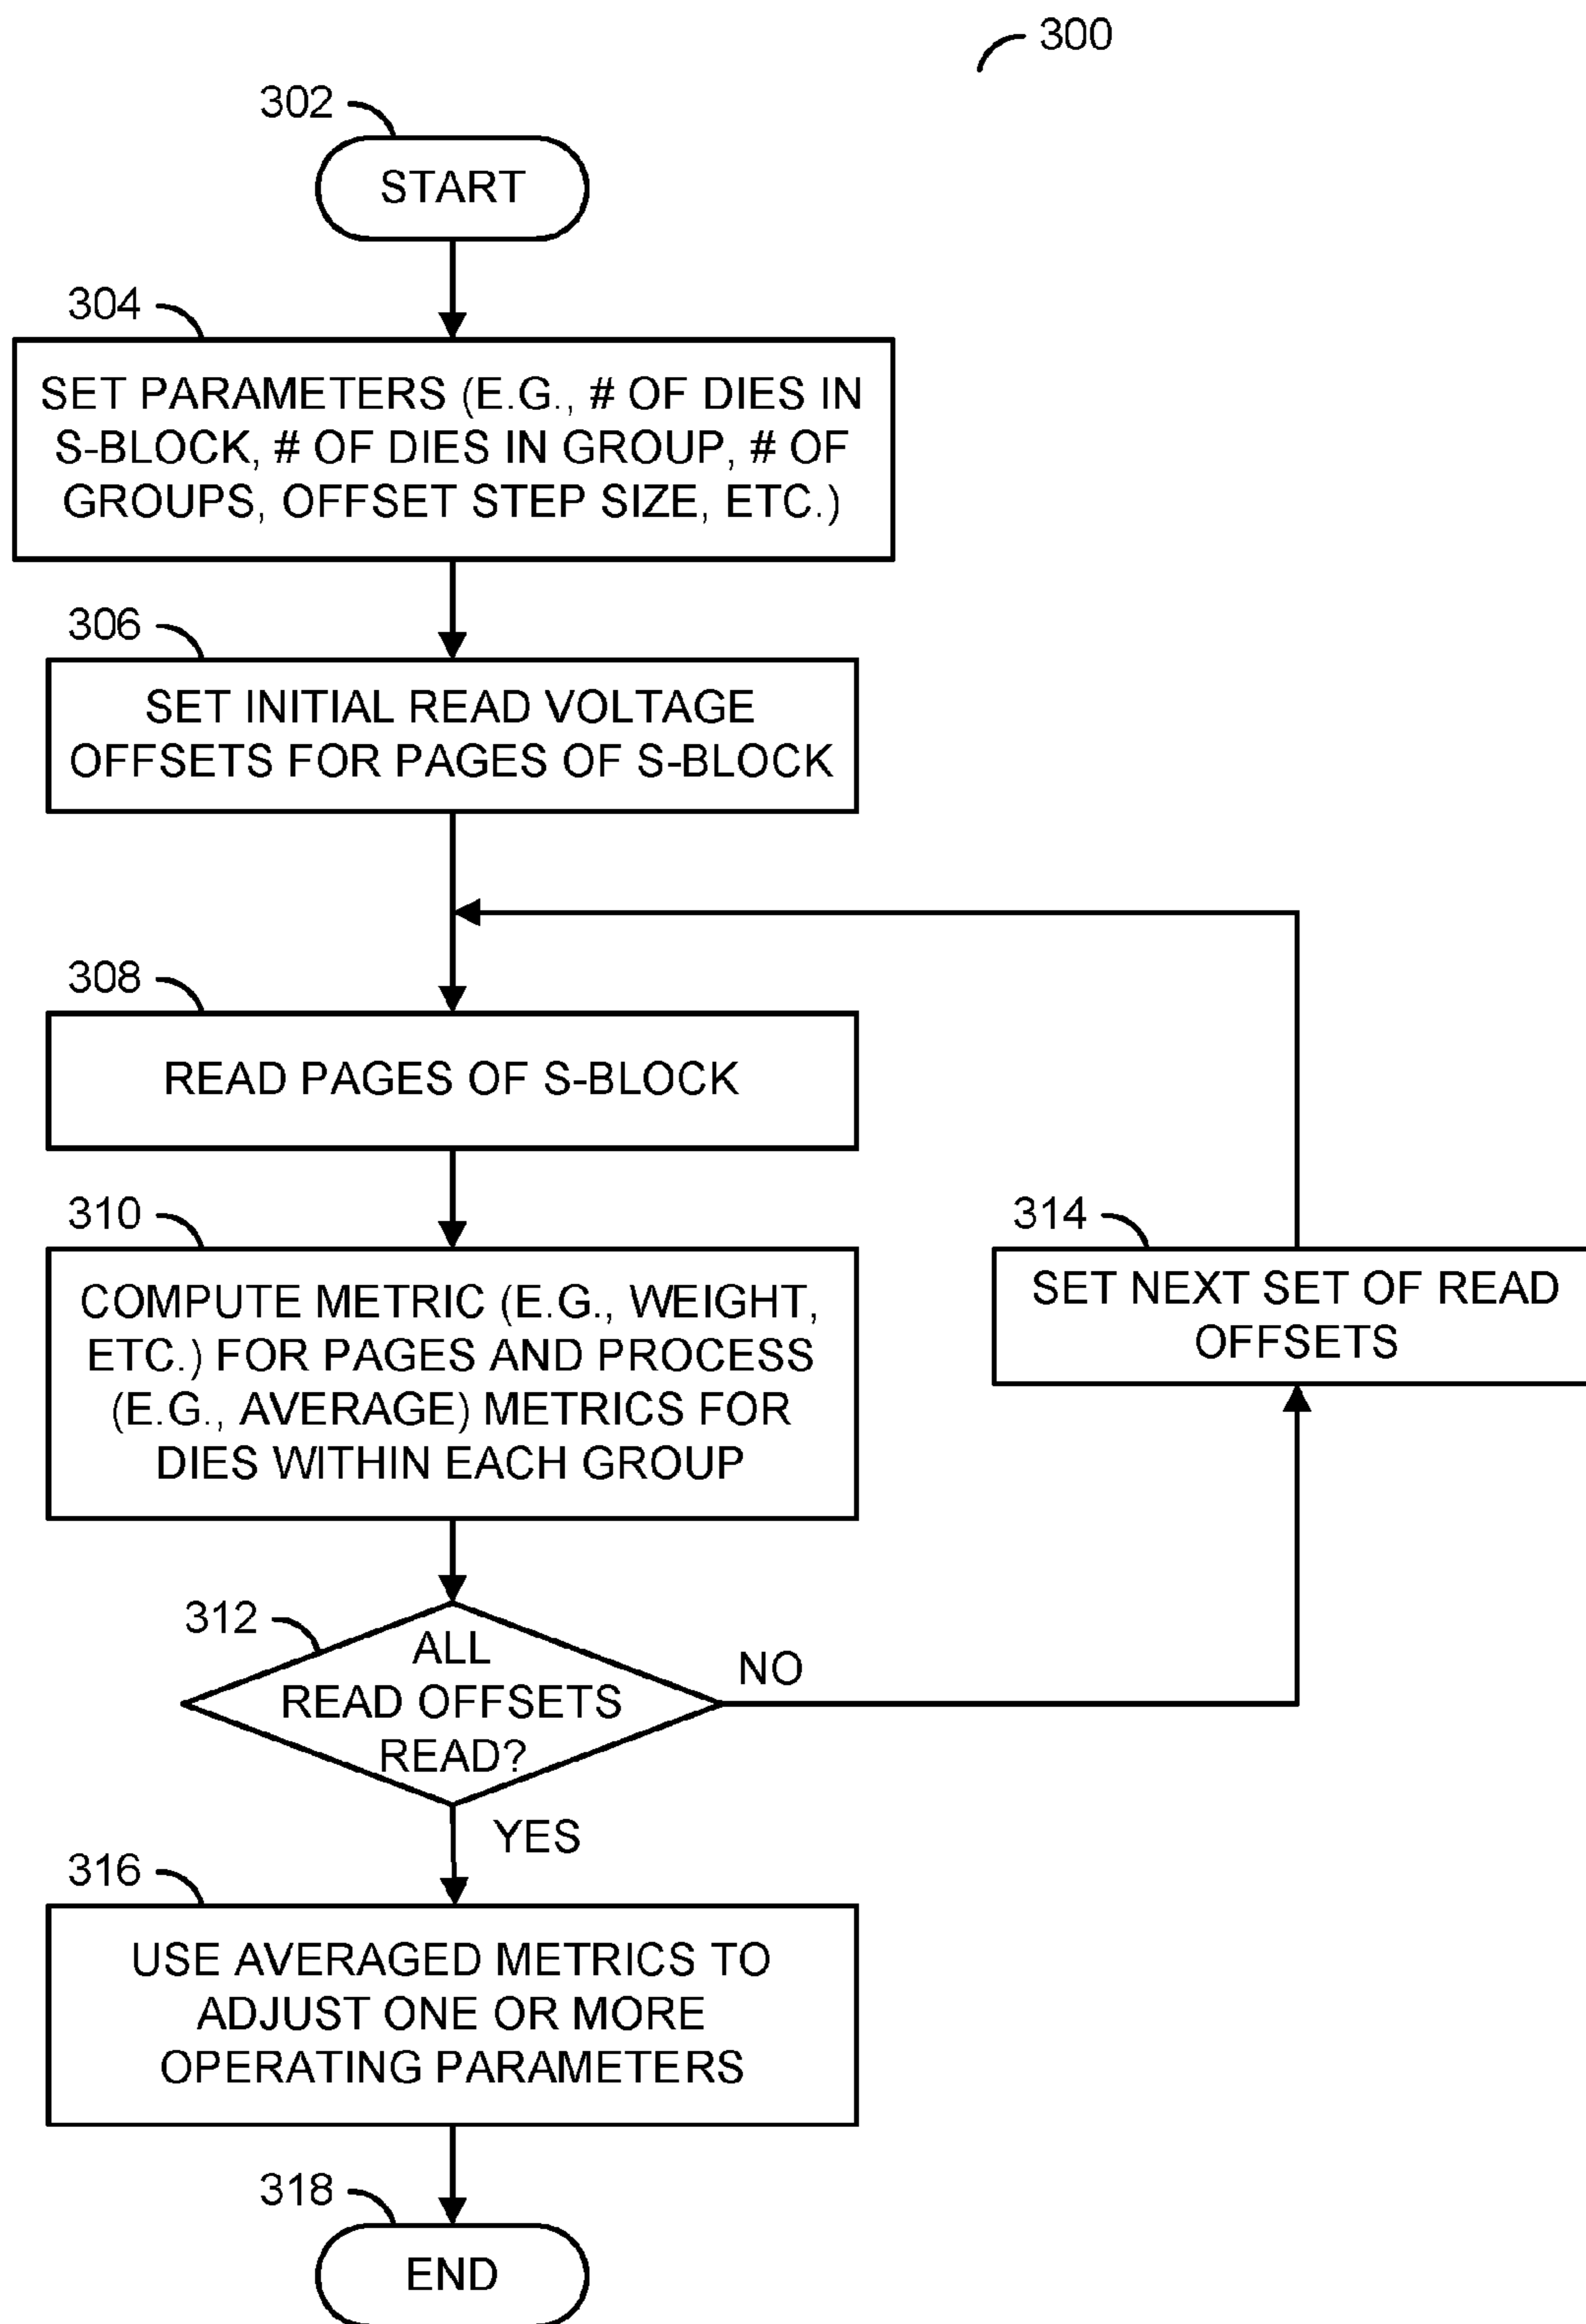 300
302
START
304
SET PARAMETERS (E.G., # OF DIES IN
S-BLOCK, # OF DIES IN GROUP, # OF
GROUPS, OFFSET STEP SIZE, ETC.)
306
SET INITIAL READ VOLTAGE
OFFSETS FOR PAGES OF S-BLOCK
308
READ PAGES OF S-BLOCK
310
COMPUTE METRIC (E.G., WEIGHT,
ETC.) FOR PAGES AND PROCESS
(E.G., AVERAGE) METRICS FOR
DIES WITHIN EACH GROUP
314
SET NEXT SET OF READ
OFFSETS
312
ALL
READ OFFSETS
READ?
NO
YES
316
USE AVERAGED METRICS TO
ADJUST ONE OR MORE
OPERATING PARAMETERS
318
END